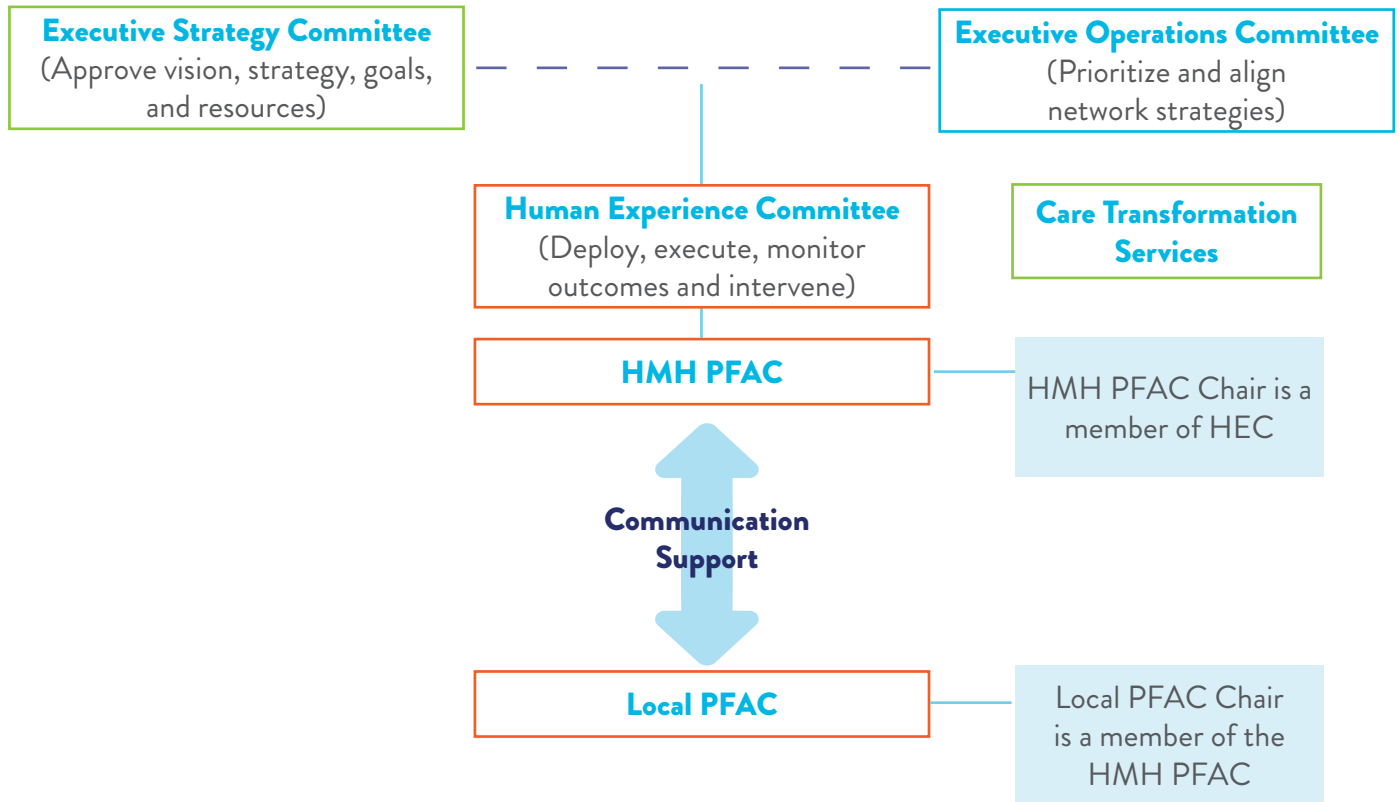 Executive Strategy Committee
(Approve vision, strategy, goals,
and resources)
Executive Operations Committee
(Prioritize and align
network strategies)
Human Experience Committee
(Deploy, execute, monitor
outcomes and intervene)
Care Transformation
Services
HMH PFAC
HMH PFAC Chair is a
member of HEC
Communication
Support
Local PFAC
Local PFAC Chair
is a member of the
HMH PFAC